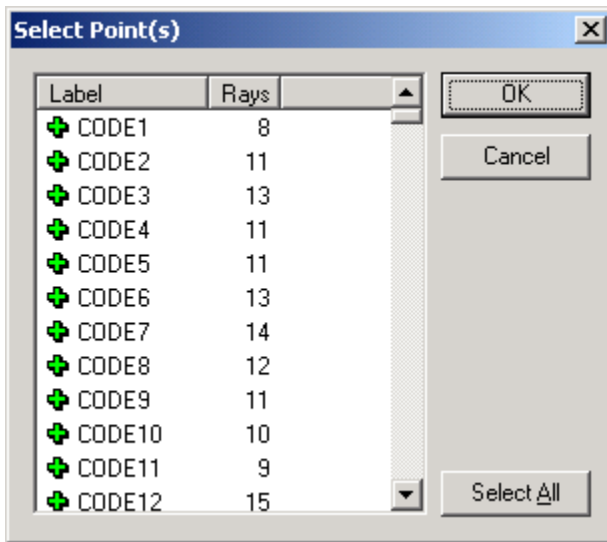 Select Point(s)
Label Rays
CODE1 8
CODE2 11
CODE3 13
CODE4 11
CODE5 11
CODE6 13
CODE7 14
CODE8 12
CODE9 11
CODE10 10
CODE11 9
CODE12 15
OK
Cancel
Select All